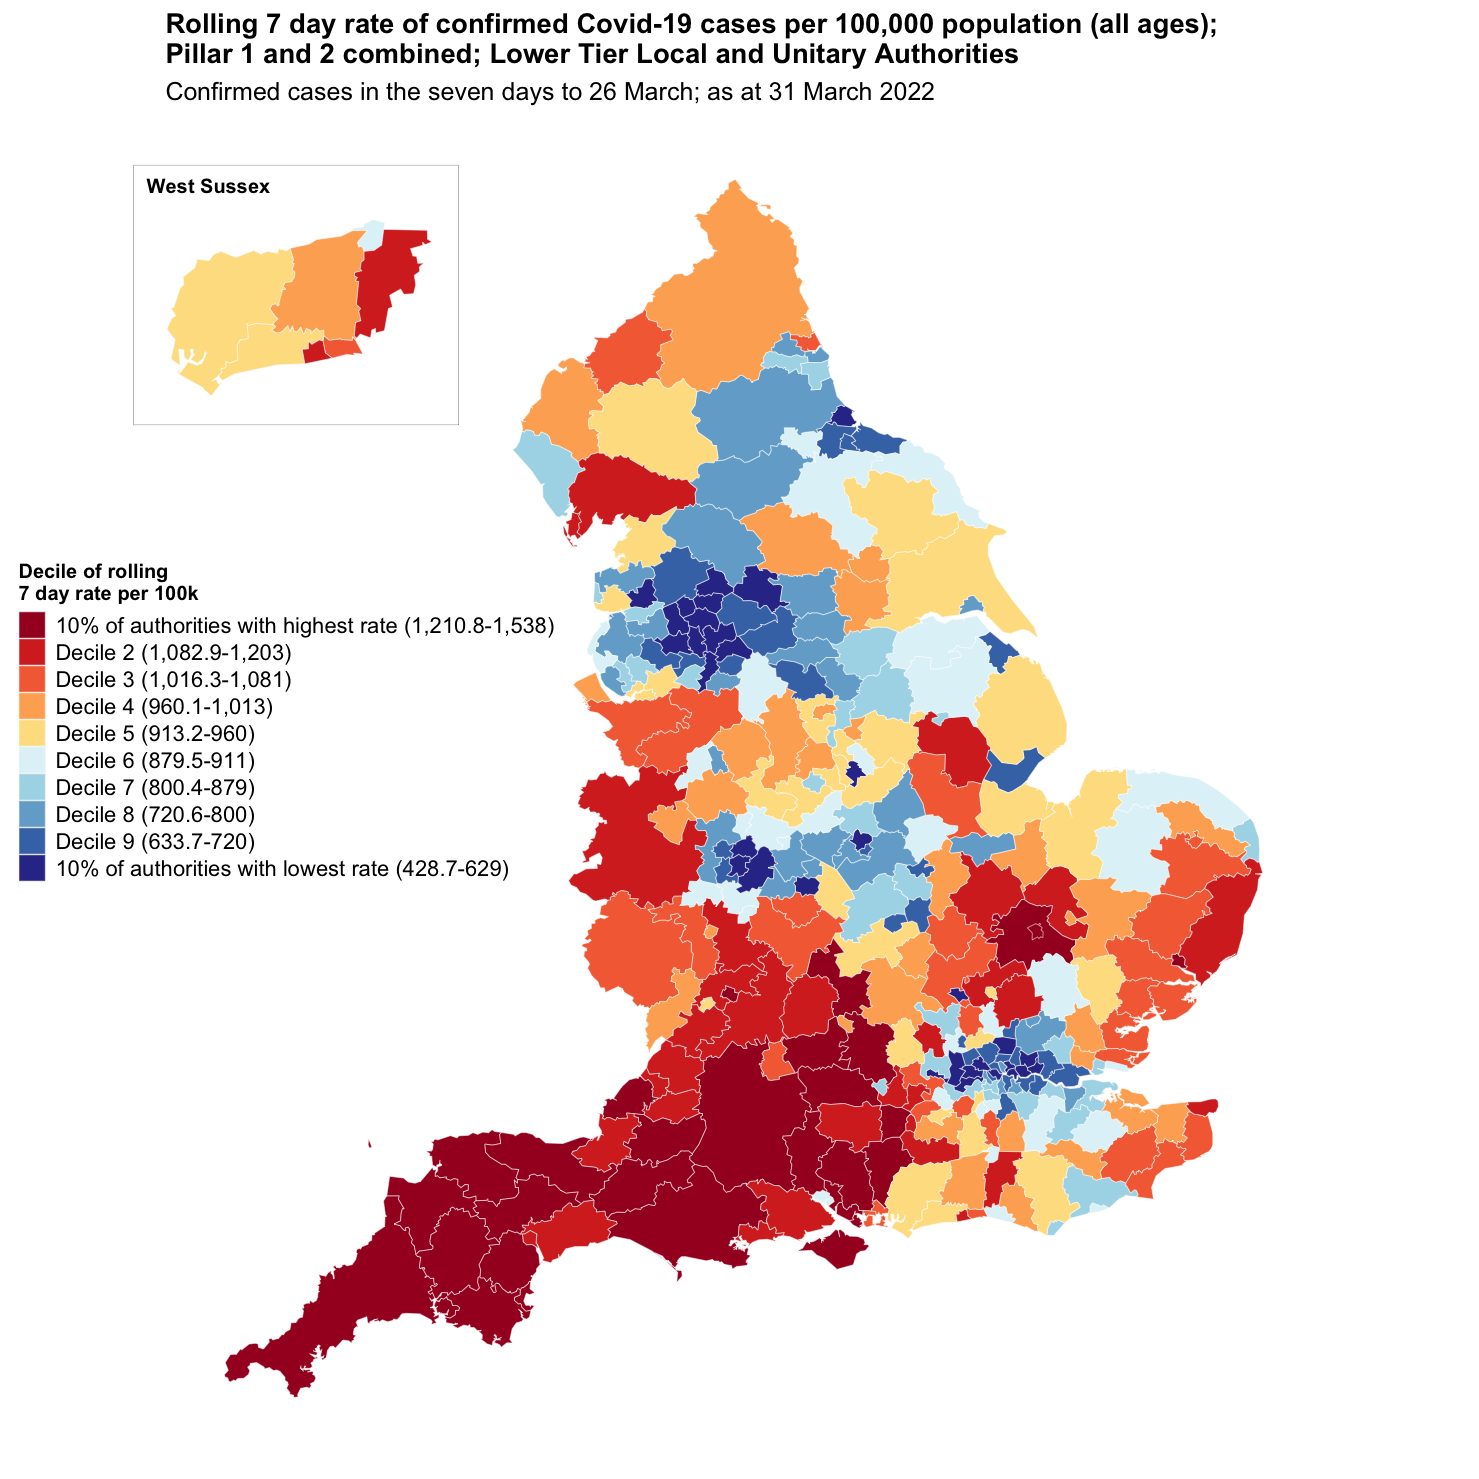 Rolling 7 day rate of confirmed Covid-19 cases per 100,000 population (all ages);
Pillar 1 and 2 combined; Lower Tier Local and Unitary Authorities
Confirmed cases in the seven days to 26 March; as at 31 March 2022
West Sussex
Decile of rolling
7 day rate per 100k
10% of authorities with highest rate (1,210.8-1,538)
Decile 2 (1,082.9-1,203)
Decile 3 (1,016.3-1,081)
Decile 4 (960.1-1,013)
Decile 5 (913.2-960)
Decile 6 (879.5-911)
Decile 7 (800.4-879)
Decile 8 (720.6-800)
Decile 9 (633.7-720)
10% of authorities with lowest rate (428.7-629)